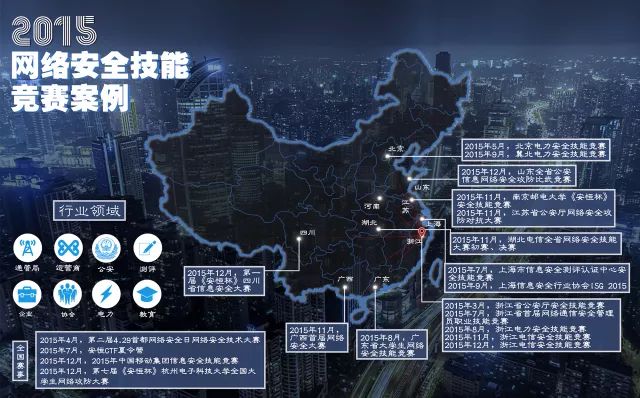 2015
网络安全技能
竞赛案例
行业领域
通管局
运营商
公安
测评
企业
协会
电力
教育
北京
山东
河南
江苏
湖北
上海
浙江
四川
广西
广东
2015年5月，北京电力安全技能竞赛
2015年9月，冀北电力安全技能竞赛
2015年12月，山东省公安
信息网络安全攻防比武竞赛
2015年11月，南京邮电大学《安恒杯》
安全技能竞赛
2015年11月，江苏省公安厅网络安全攻
防对抗大赛
2015年11月，湖北电信全省网络安全技能
大赛初赛、决赛
2015年7月，上海市信息安全测评认证中心安
全技能竞赛
2015年9月，上海市信息安全行业协会ISG 2015
2015年3月，浙江省公安厅安全技能竞赛
2015年7月，浙江省首届网络通信安全管理
员职业技能竞赛
2015年8月，浙江电力安全技能竞赛
2015年11月，浙江电信安全技能竞赛
2015年12月，浙江电信安全技能竞赛
2015年12月，第一
届《安恒杯》四川
省信息安全大赛
2015年11月，
广西首届网络
安全大赛
2015年8月，广
东省大学生网络
安全技能竞赛
全国赛事
2015年4月，第二届4.29首都网络安全日网络安全技术大赛
2015年7月，安恒CTF夏令营
2015年12月，2015年中国移动集团信息安全技能竞赛
2015年12月，第七届《安恒杯》杭州电子科技大学全国大
学生网络攻防大赛